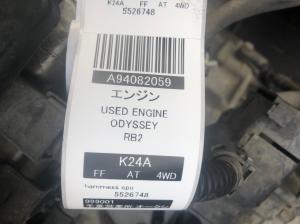 K24A FF AT 4WD
5526748
A94082059
エンジン
USED ENGINE
ODYSSEY
RB2
K24A
FF AT 4WD
5526748
999001